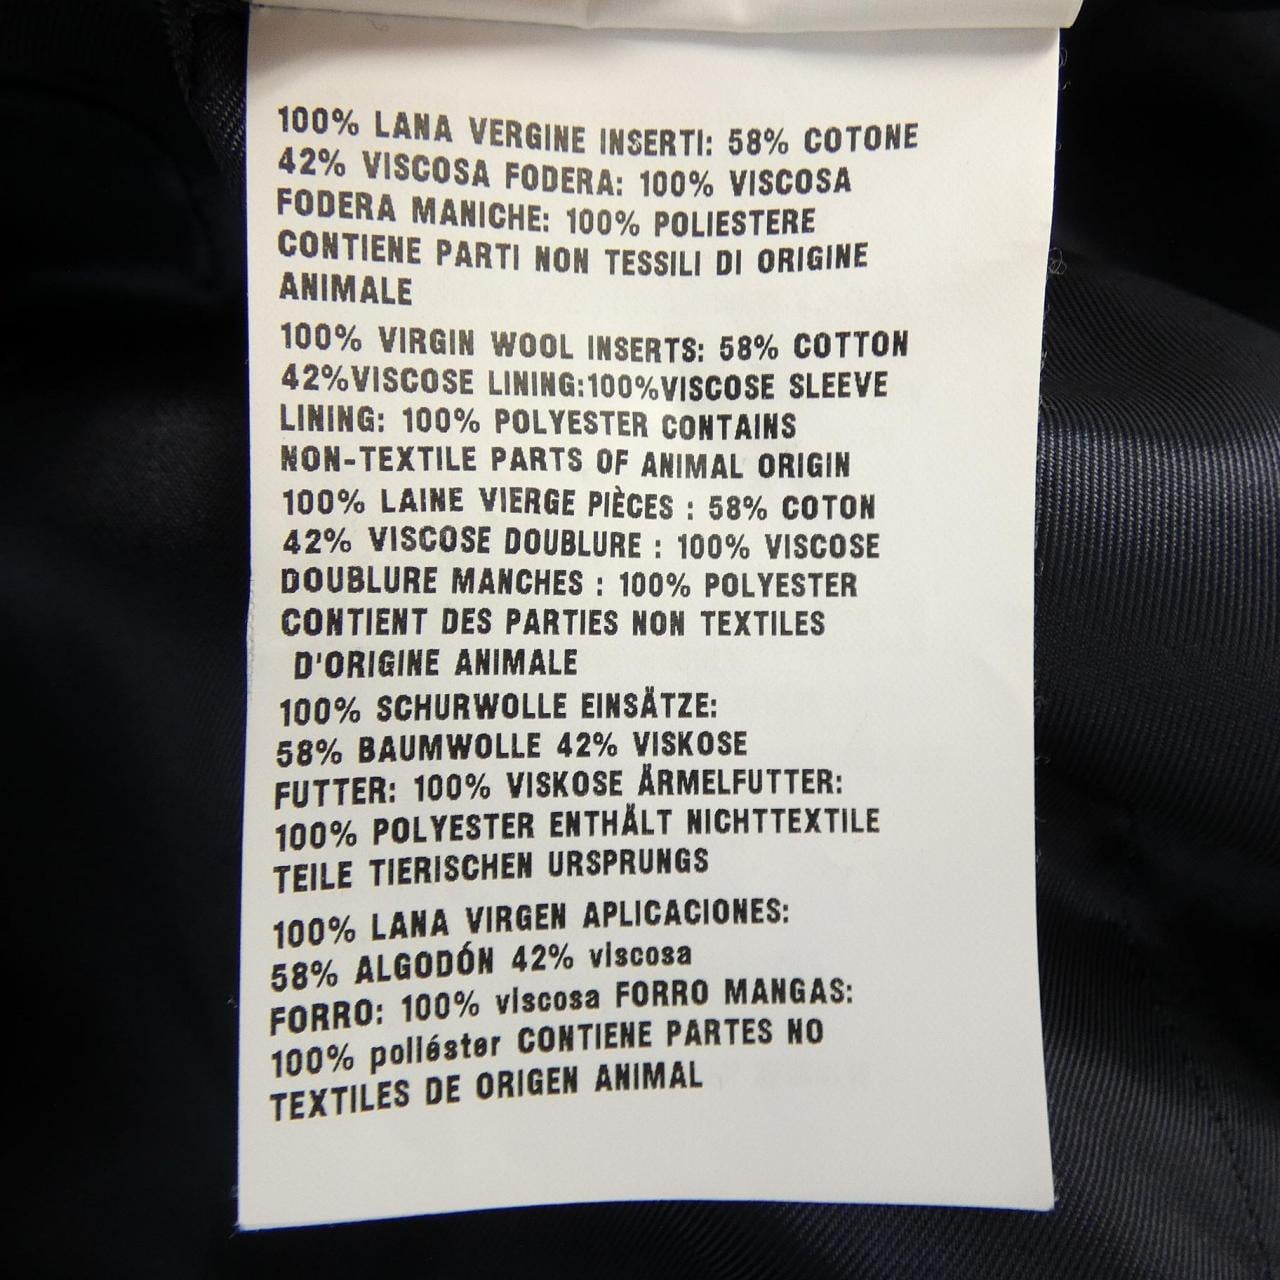 100% LANA VERGINE INSERTI: 58% COTONE
42% VISCOSA FODERA: 100% VISCOSA
FODERA MANICHE: 100% POLIESTERE
CONTIENE PARTI NON TESSILI DI ORIGINE
ANIMALE
100% VIRGIN WOOL INSERTS: 58% COTTON
42%VISCOSE LINING:100%VISCOSE SLEEVE
LINING: 100% POLYESTER CONTAINS
NON-TEXTILE PARTS OF ANIMAL ORIGIN
100% LAINE VIERGE PIÈCES : 58% COTON
42% VISCOSE DOUBLURE : 100% VISCOSE
DOUBLURE MANCHES : 100% POLYESTER
CONTIENT DES PARTIES NON TEXTILES
D'ORIGINE ANIMALE
100% SCHURWOLLE EINSÄTZE:
58% BAUMWOLLE 42% VISKOSE
FUTTER: 100% VISKOSE ÄRMELFUTTER:
100% POLYESTER ENTHÄLT NICHTTEXTILE
TEILE TIERISCHEN URSPRUNGS
100% LANA VIRGEN APLICACIONES:
58% ALGODÓN 42% viscosa
FORRO: 100% viscosa FORRO MANGAS:
100% poliéster CONTIENE PARTES NO
TEXTILES DE ORIGEN ANIMAL